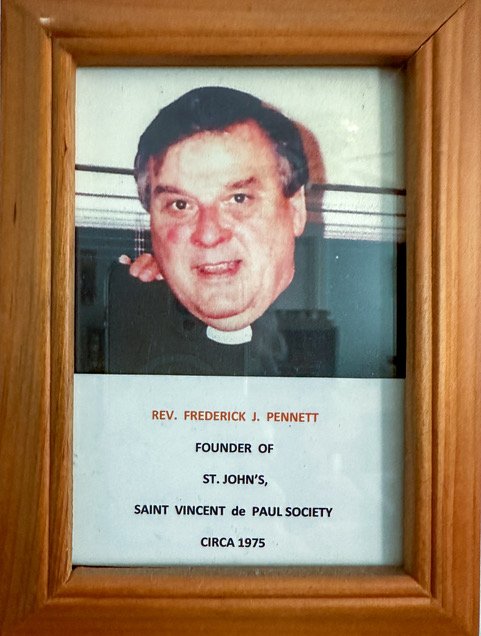 REV. FREDERICK J. PENNETT
FOUNDER OF
ST. JOHN'S,
SAINT VINCENT de PAUL SOCIETY
CIRCA 1975